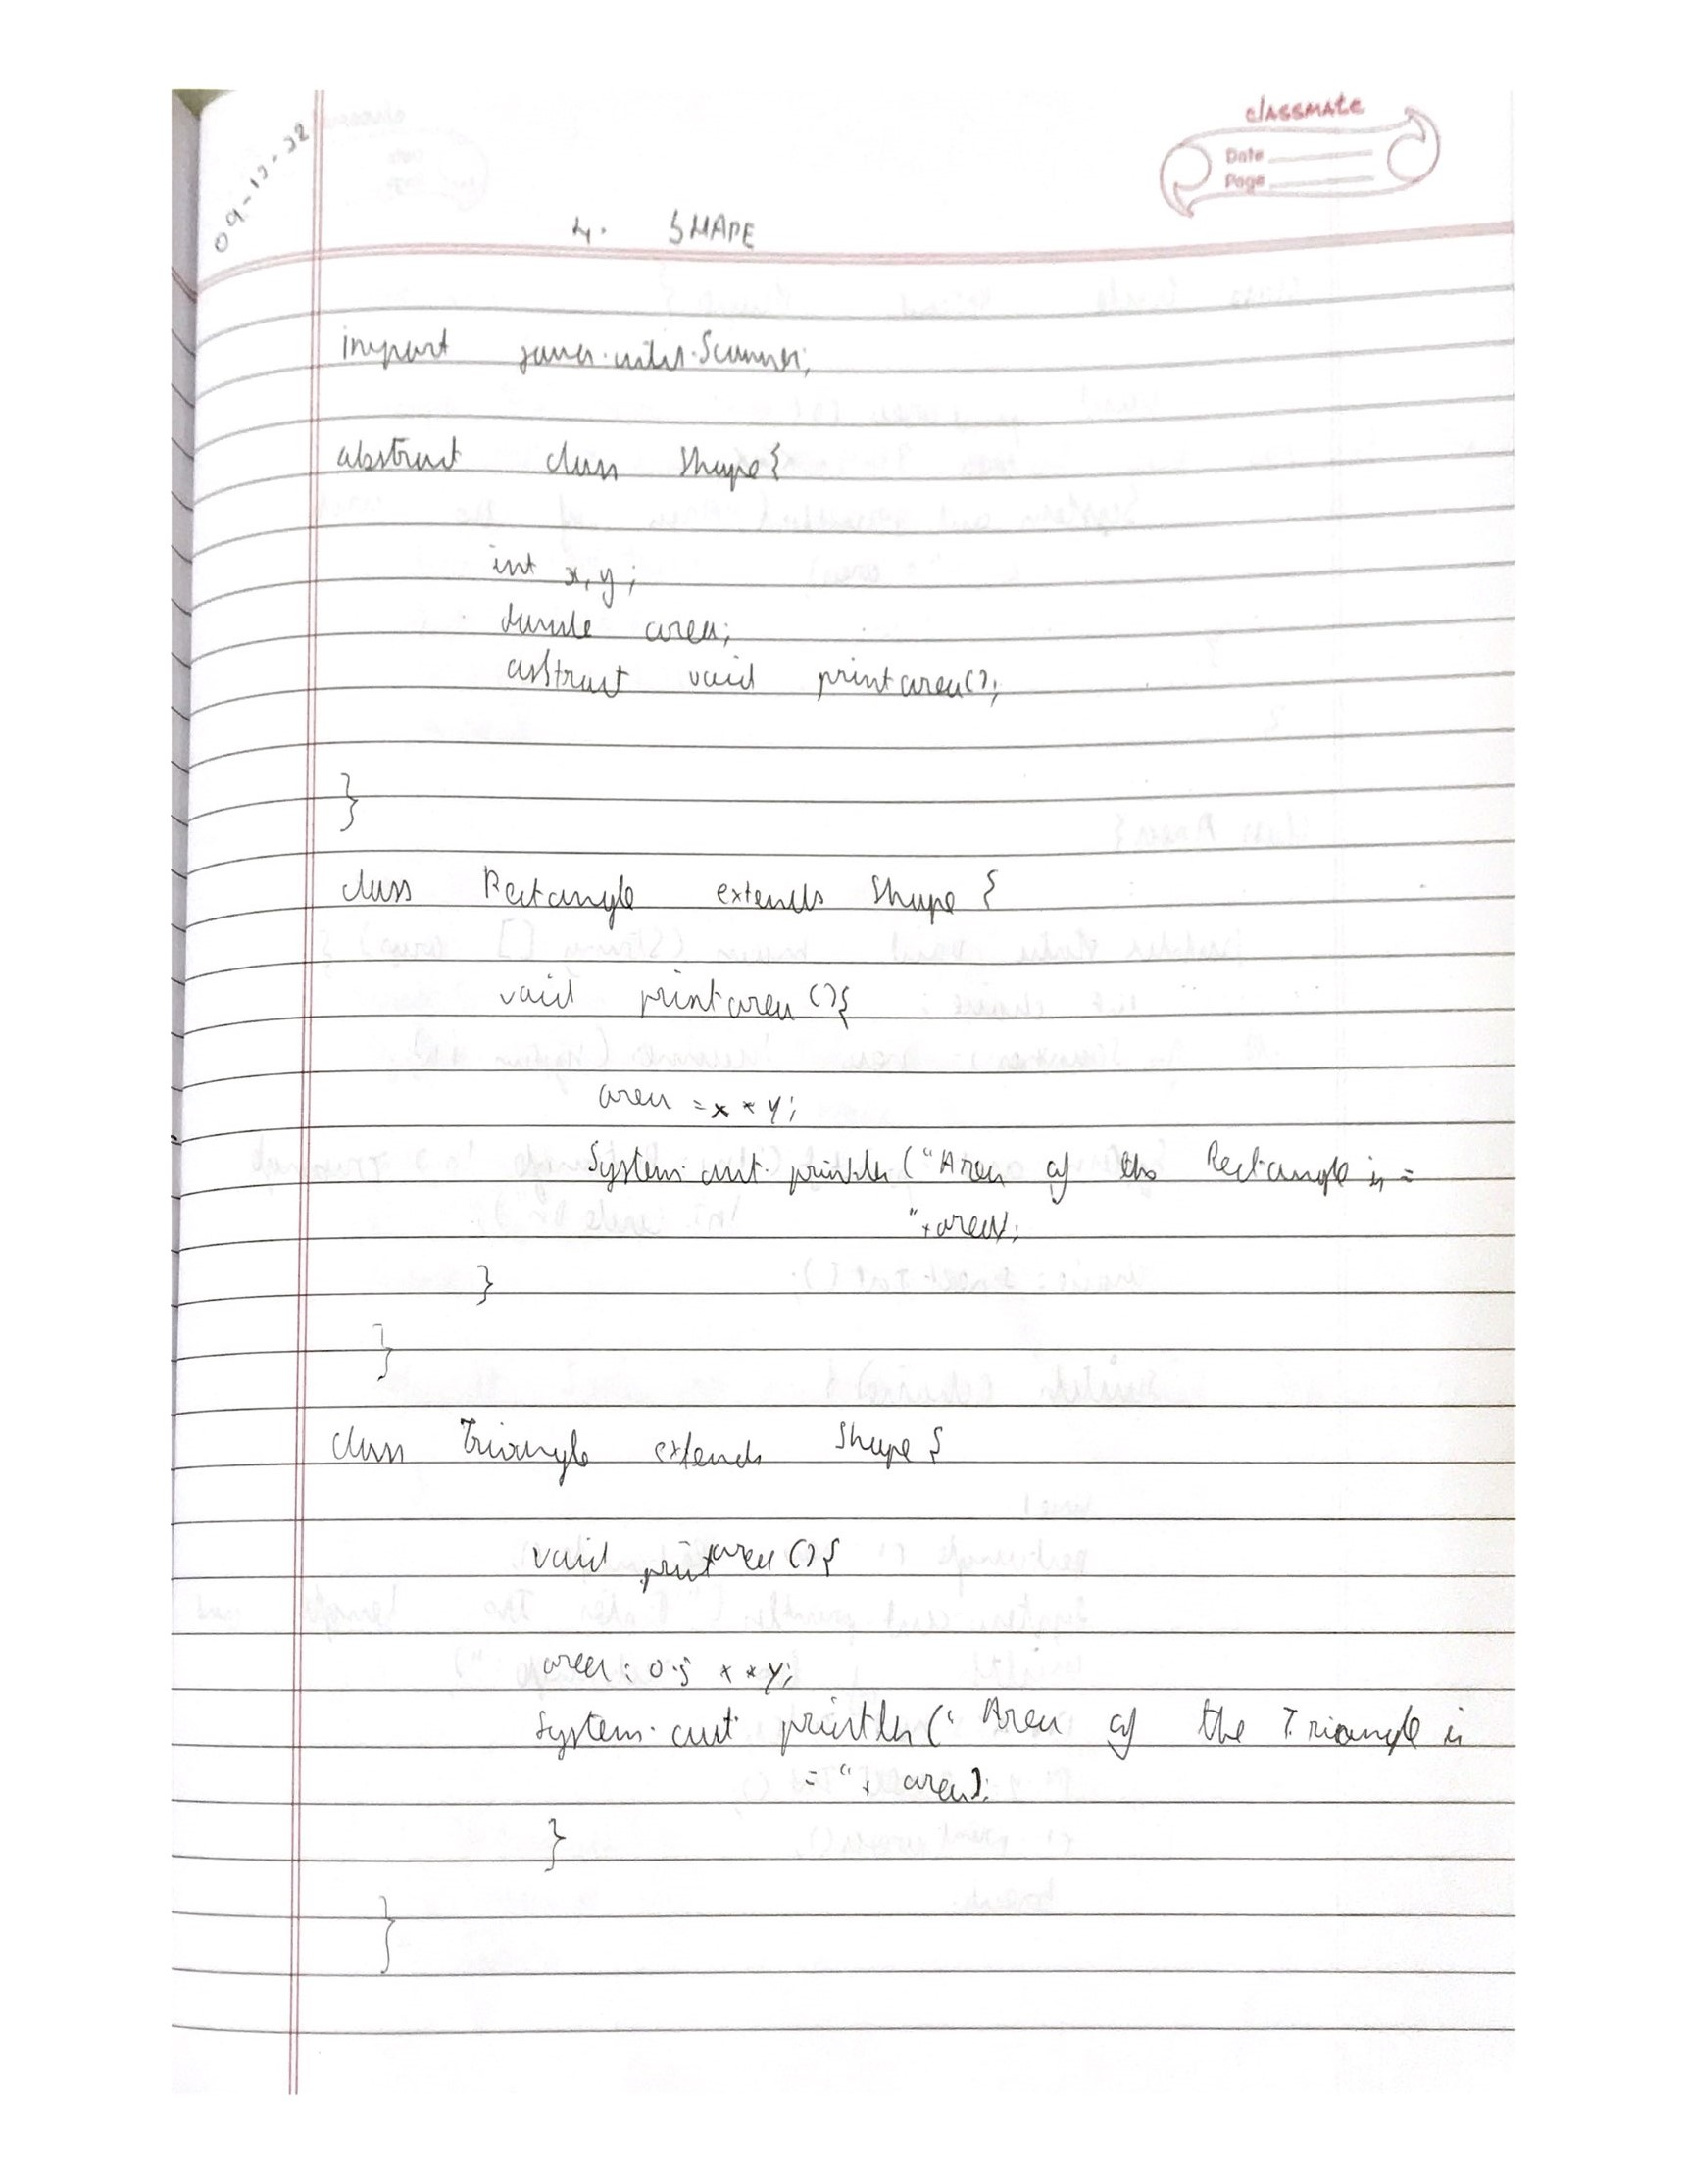 classmate
Date
Page
09-12-22
4. SHAPE
import java.util.Scanner;
abstract class Shape{
int x,y;
double area;
abstract void printarea();
}
class Rectangle extends Shape {
void printarea (){
area = x * y;
System.out.println ("Area of the Rectangle is =
"+area);
}
}
class Triangle extends Shape {
void printarea (){
area = 0.5 * x * y;
System.out println (" Area of the Triangle is
= "+ area);
}
}